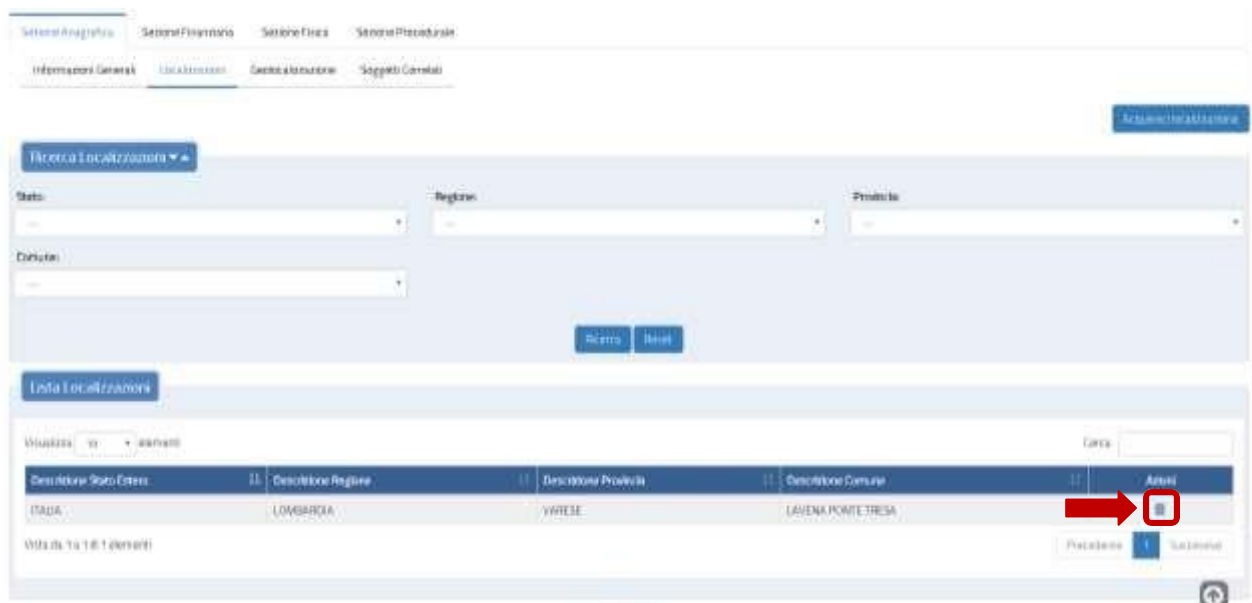 Sezione Anagrafica Sezione Finanziaria Sezione Fisica Sezione Procedurale
Informazioni Generali Localizzazioni Geolocalizzazione Soggetti Correlati
Ricerca Localizzazioni
Stato: Regione: Provincia:
--- --- ---
Comune:
---
Ricerca Reset
Lista Localizzazioni
Visualizza 10 elementi Cerca:
Descrizione Stato Estero Descrizione Regione Descrizione Provincia Descrizione Comune Azioni
ITALIA LOMBARDIA VARESE LAVENA PONTE TRESA
Vista da 1 a 1 di 1 elementi Precedente 1 Successivo